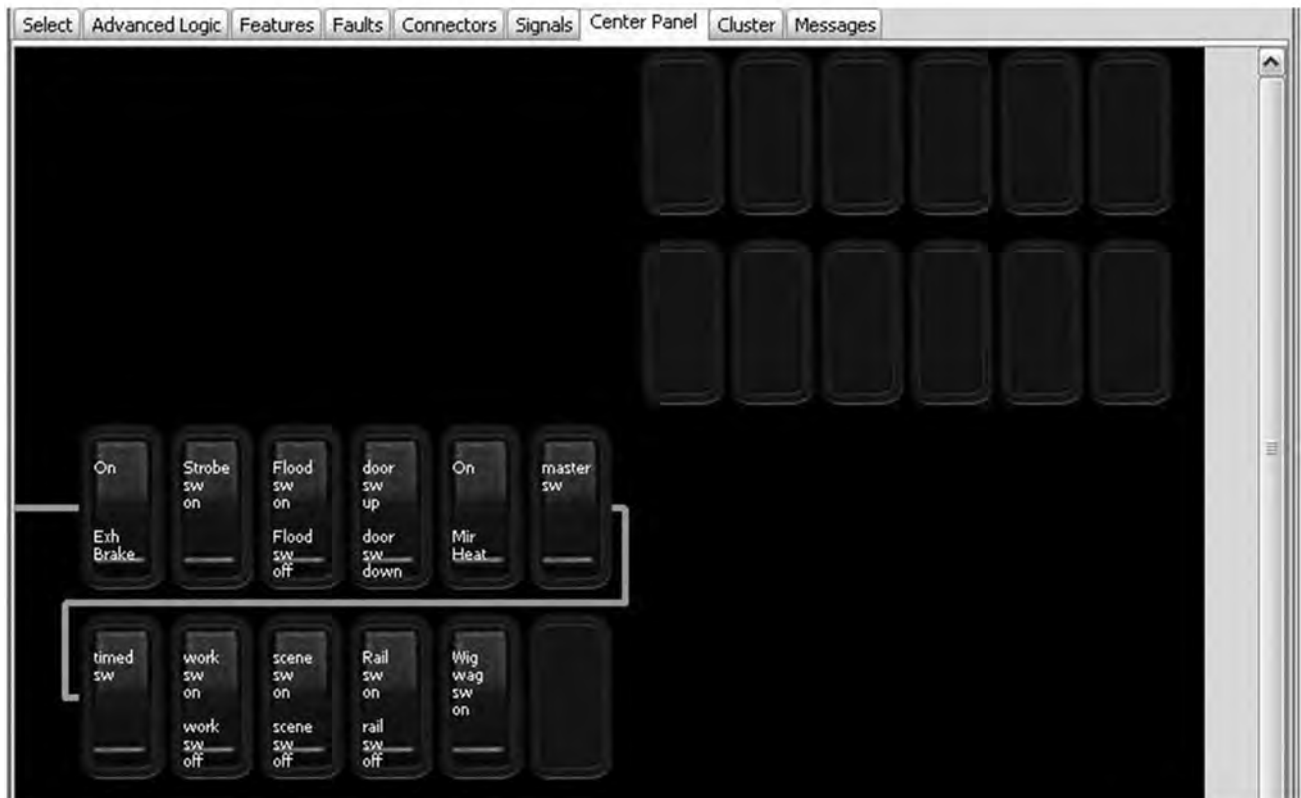 Select Advanced Logic Features Faults Connectors Signals Center Panel Cluster Messages
On
Exh
Brake
Strobe
sw
on
Flood
sw
on
Flood
sw
off
door
sw
up
door
sw
down
On
Mir
Heat
master
sw
timed
sw
work
sw
on
work
sw
off
scene
sw
on
scene
sw
off
Rail
sw
on
rail
sw
off
Wig
wag
sw
on